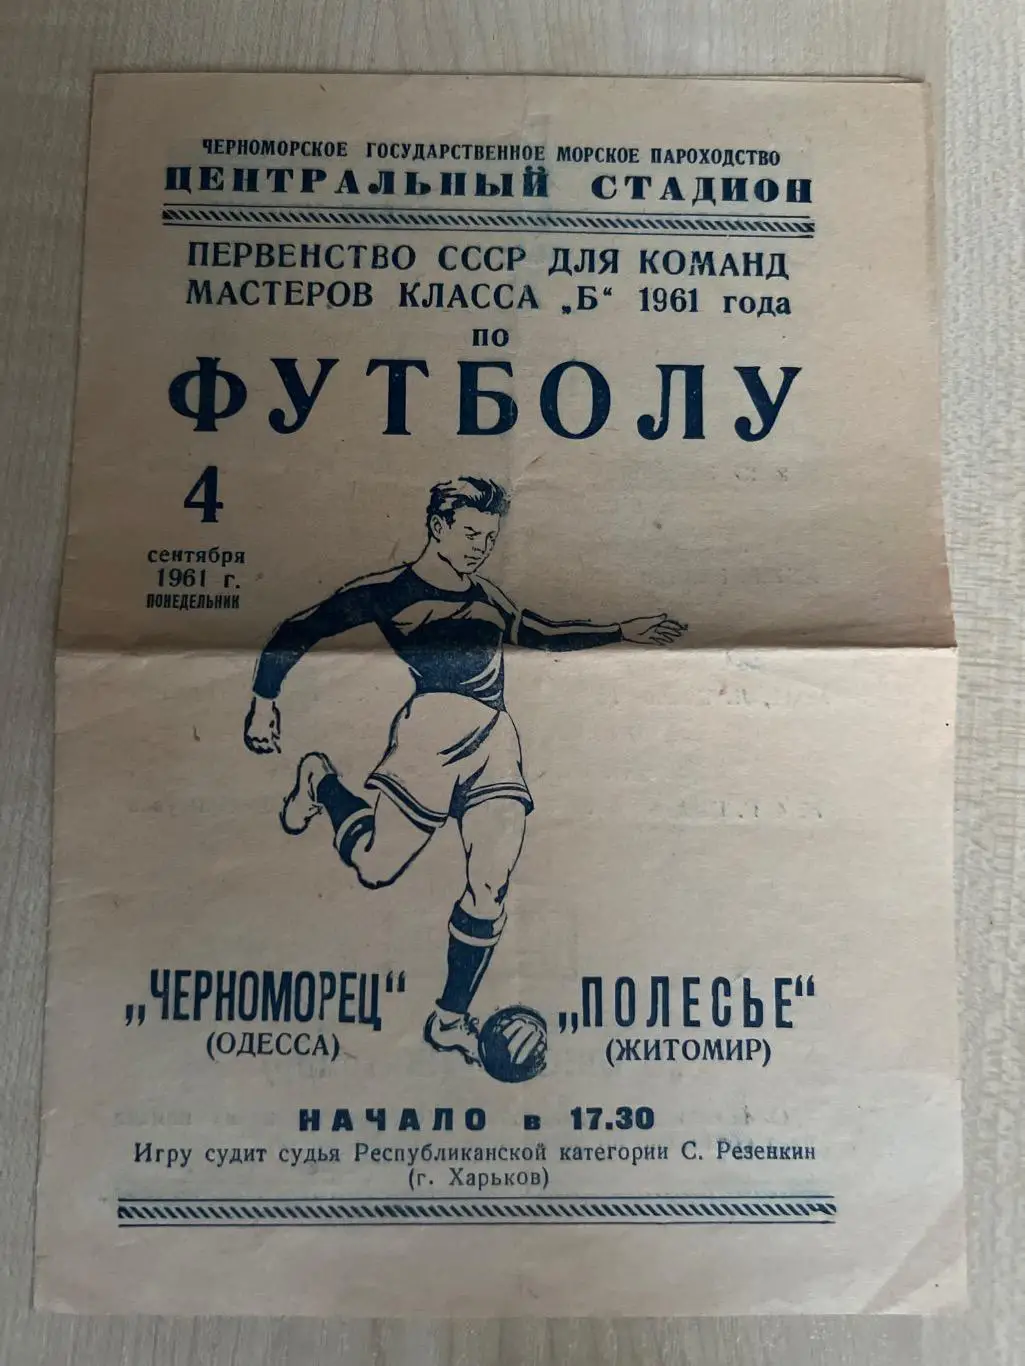 ЧЕРНОМОРСКОЕ ГОСУДАРСТВЕННОЕ МОРСКОЕ ПАРОХОДСТВО
ЦЕНТРАЛЬНЫЙ СТАДИОН
ПЕРВЕНСТВО СССР ДЛЯ КОМАНД
МАСТЕРОВ КЛАССА „Б“ 1961 года
ПО
ФУТБОЛУ
4
сентября
1961 г.
ПОНЕДЕЛЬНИК
„ЧЕРНОМОРЕЦ“
(ОДЕССА)
„ПОЛЕСЬЕ“
(ЖИТОМИР)
НАЧАЛО в 17.30
Игру судит судья Республиканской категории С. Резенкин
(г. Харьков)